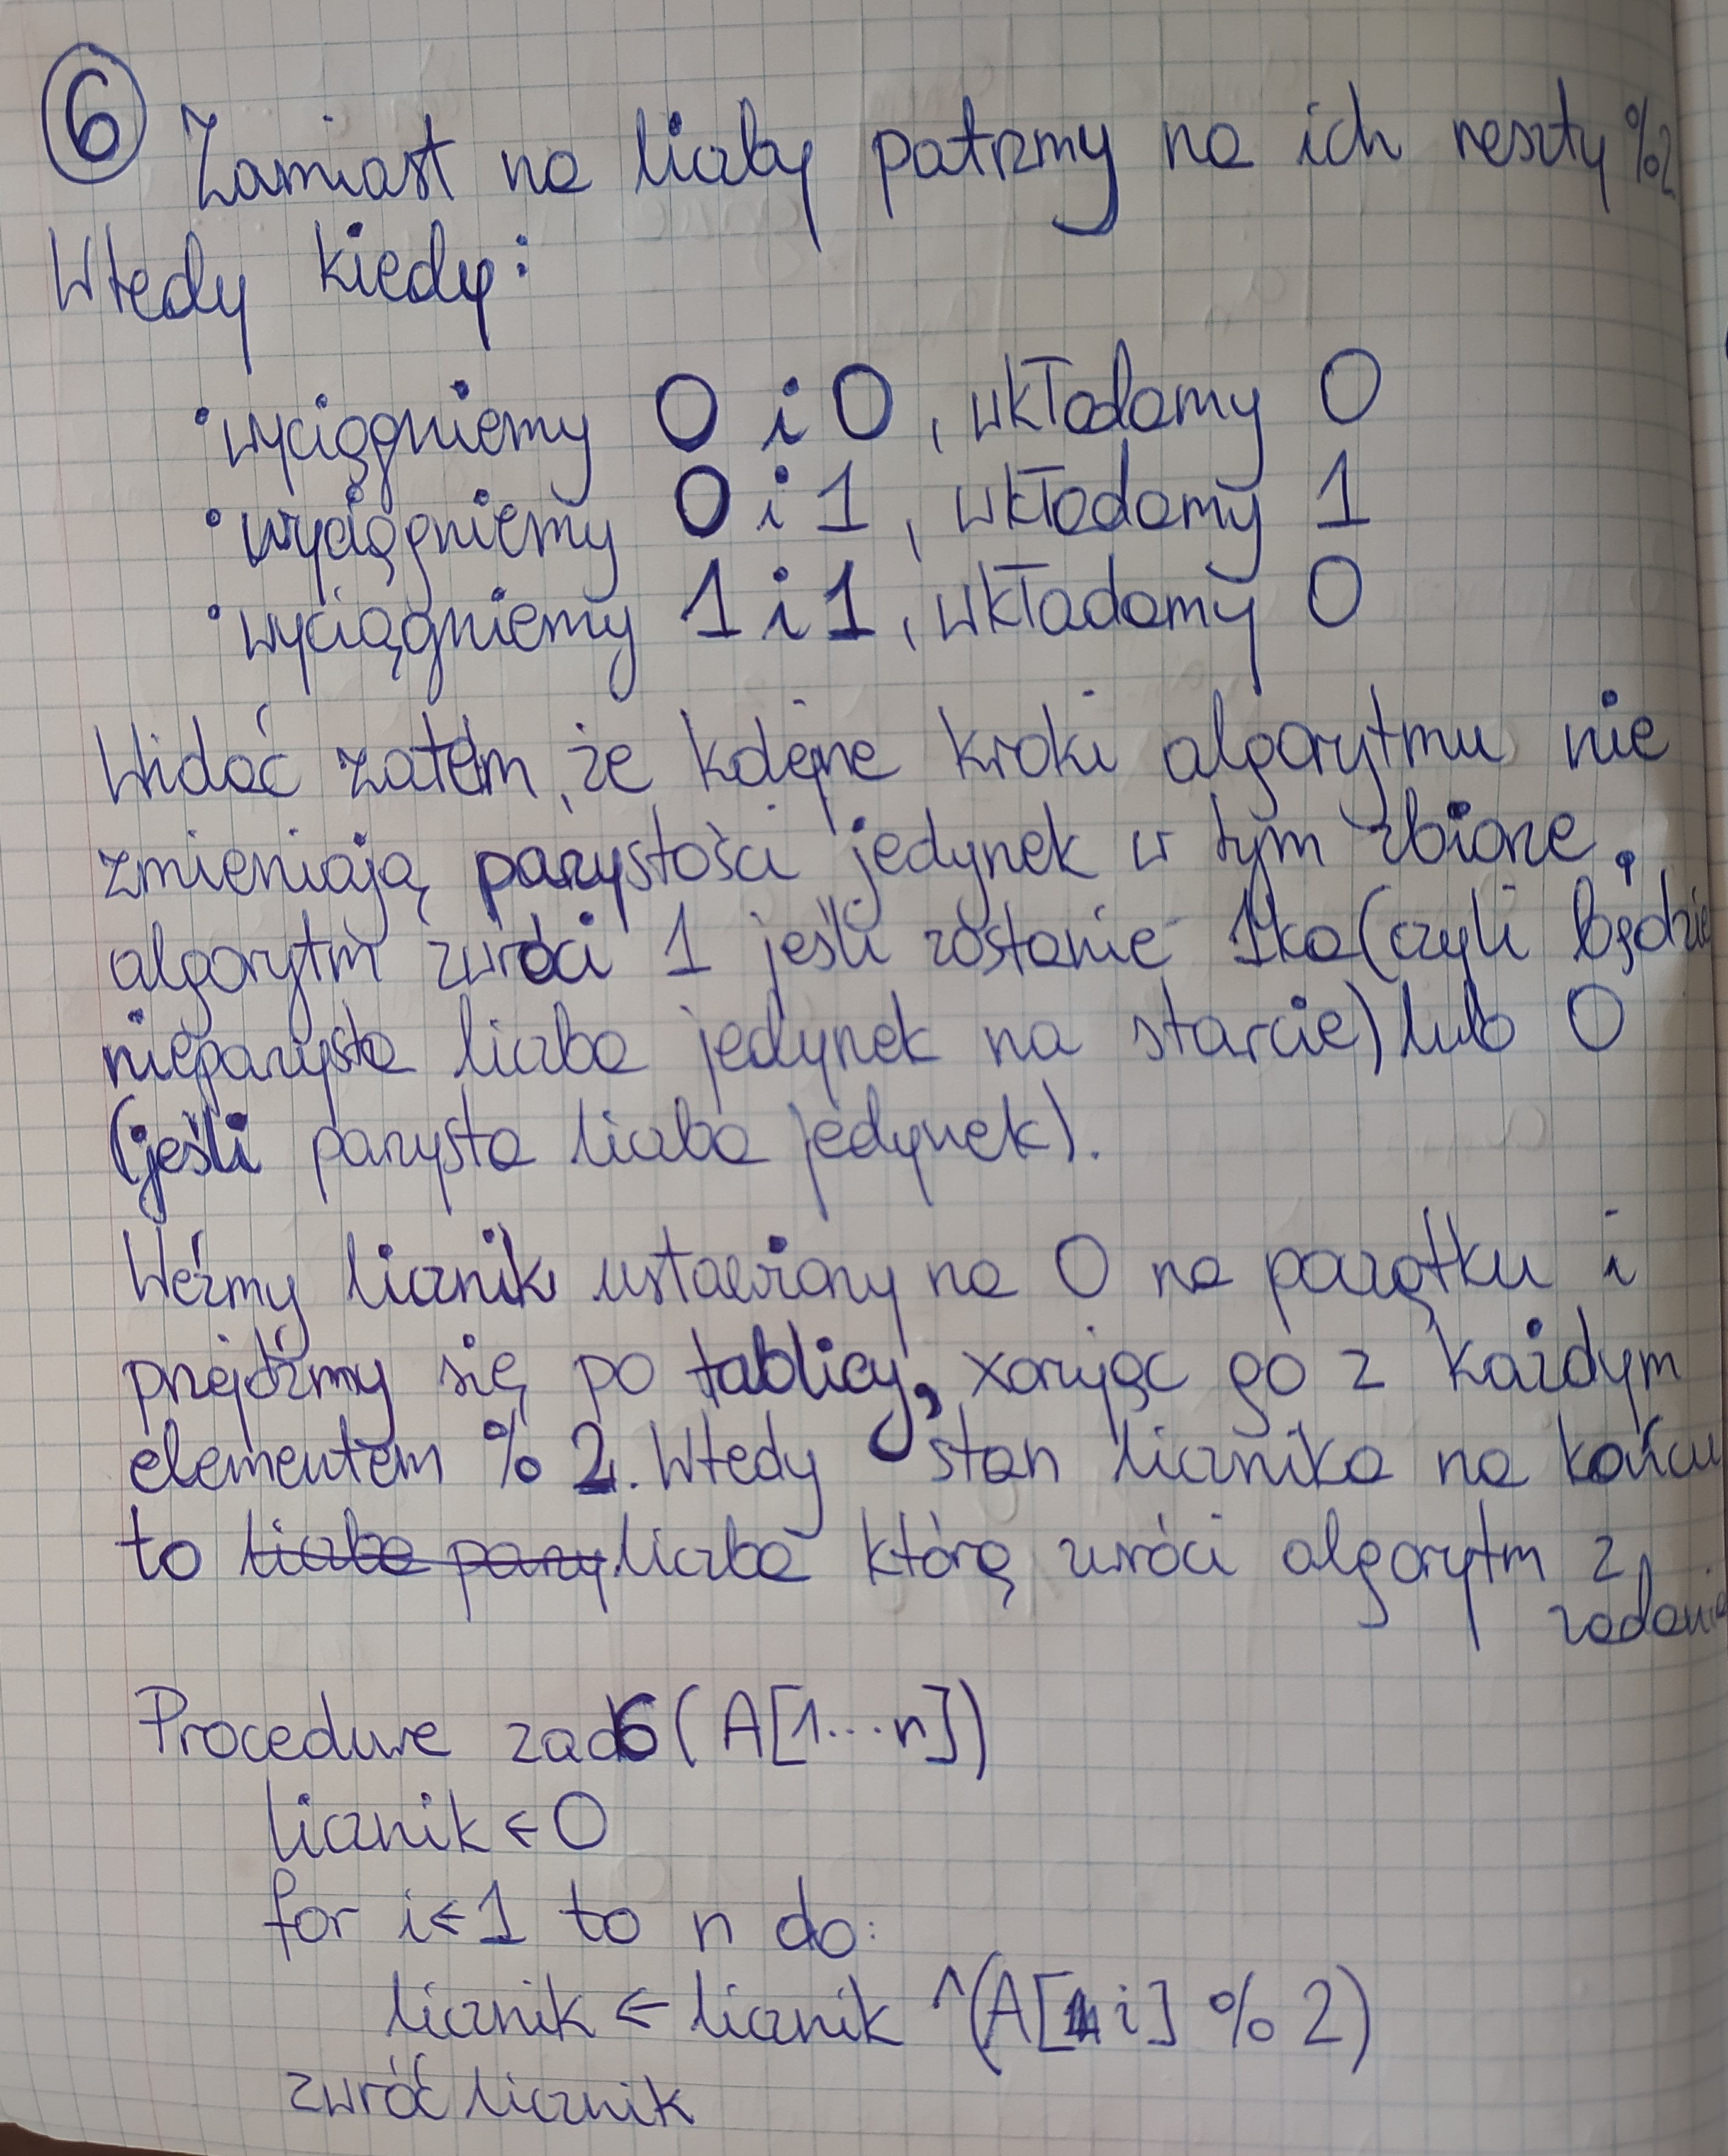 6 Zamiast na liczby patrzmy na ich reszty %2
Wtedy kiedy:
• wyciągniemy 0 i 0, wkładamy 0
• wyciągniemy 0 i 1, wkładamy 1
• wyciągniemy 1 i 1, wkładamy 0
Widać zatem, że kolejne kroki algorytmu nie
zmieniają parzystości jedynek w tym zbiorze.
algorytm zwróci 1 jeśli zostanie 1ka (czyli będzie
nieparzysta liczba jedynek na starcie) lub 0
(jeśli parzysta liczba jedynek).
Weźmy licznik ustawiony na 0 na początku i
przejdźmy się po tablicy, xorując go z każdym
elementem % 2. Wtedy stan licznika na końcu
to liczba parzy liczba którą zwróci algorytm z
zadania
Procedure zad6(A[1...n])
licznik ← 0
for i ← 1 to n do:
licznik ← licznik ^ (A[i] % 2)
zwróć licznik